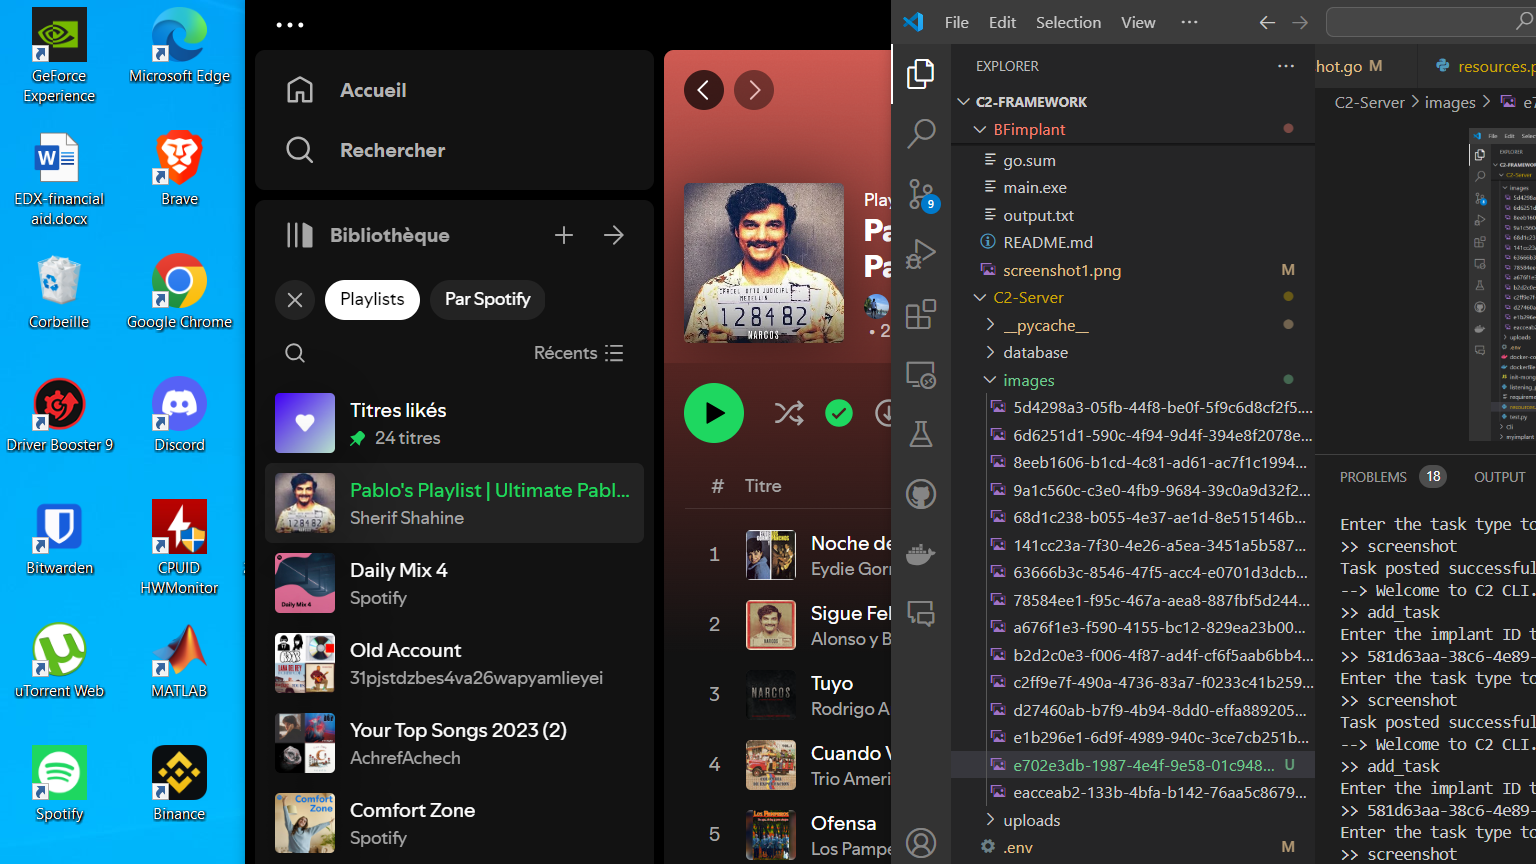 GeForce
Experience
Microsoft Edge
EDX-financial
aid.docx
Brave
Corbeille
Google Chrome
Driver Booster 9
Discord
Bitwarden
CPUID
HWMonitor
uTorrent Web
MATLAB
Spotify
Binance
Accueil
Rechercher
Bibliothèque
Playlists
Par Spotify
Récents
Titres likés
24 titres
Pablo's Playlist | Ultimate Pabl...
Sherif Shahine
Daily Mix 4
Spotify
Old Account
31pjstdzbes4va26wapyamlieyei
Your Top Songs 2023 (2)
AchrefAchech
Comfort Zone
Spotify
Play
Pa
Pa
• 2
128482
NARCOS
# Titre
1 Noche de
Eydie Gorr
2 Sigue Fel
Alonso y B
3 Tuyo
Rodrigo A
4 Cuando V
Trio Ameri
5 Ofensa
Los Pampe
File Edit Selection View ...
EXPLORER
C2-FRAMEWORK
BFimplant
go.sum
main.exe
output.txt
README.md
screenshot1.png M
C2-Server
__pycache__
database
images
5d4298a3-05fb-44f8-be0f-5f9c6d8cf2f5....
6d6251d1-590c-4f94-9d4f-394e8f2078e...
8eeb1606-b1cd-4c81-ad61-ac7f1c1994...
9a1c560c-c3e0-4fb9-9684-39c0a9d32f2...
68d1c238-b055-4e37-ae1d-8e515146b...
141cc23a-7f30-4e26-a5ea-3451a5b587...
63666b3c-8546-47f5-acc4-e0701d3dcb...
78584ee1-f95c-467a-aea8-887fbf5d244...
a676f1e3-f590-4155-bc12-829ea23b00...
b2d2c0e3-f006-4f87-ad4f-cf6f5aab6bb4...
c2ff9e7f-490a-4736-83a7-f0233c41b259...
d27460ab-b7f9-4b94-8dd0-effa889205...
e1b296e1-6d9f-4989-940c-3ce7cb251b...
e702e3db-1987-4e4f-9e58-01c948... U
eacceab2-133b-4bfa-b142-76aa5c8679...
uploads
.env M
9
hot.go M
resources.p
C2-Server > images > e7
PROBLEMS 18 OUTPUT
Enter the task type to
>> screenshot
Task posted successful
--> Welcome to C2 CLI.
>> add_task
Enter the implant ID t
>> 581d63aa-38c6-4e89-
Enter the task type to
>> screenshot
Task posted successful
--> Welcome to C2 CLI.
>> add_task
Enter the implant ID t
>> 581d63aa-38c6-4e89-
Enter the task type to
>> screenshot